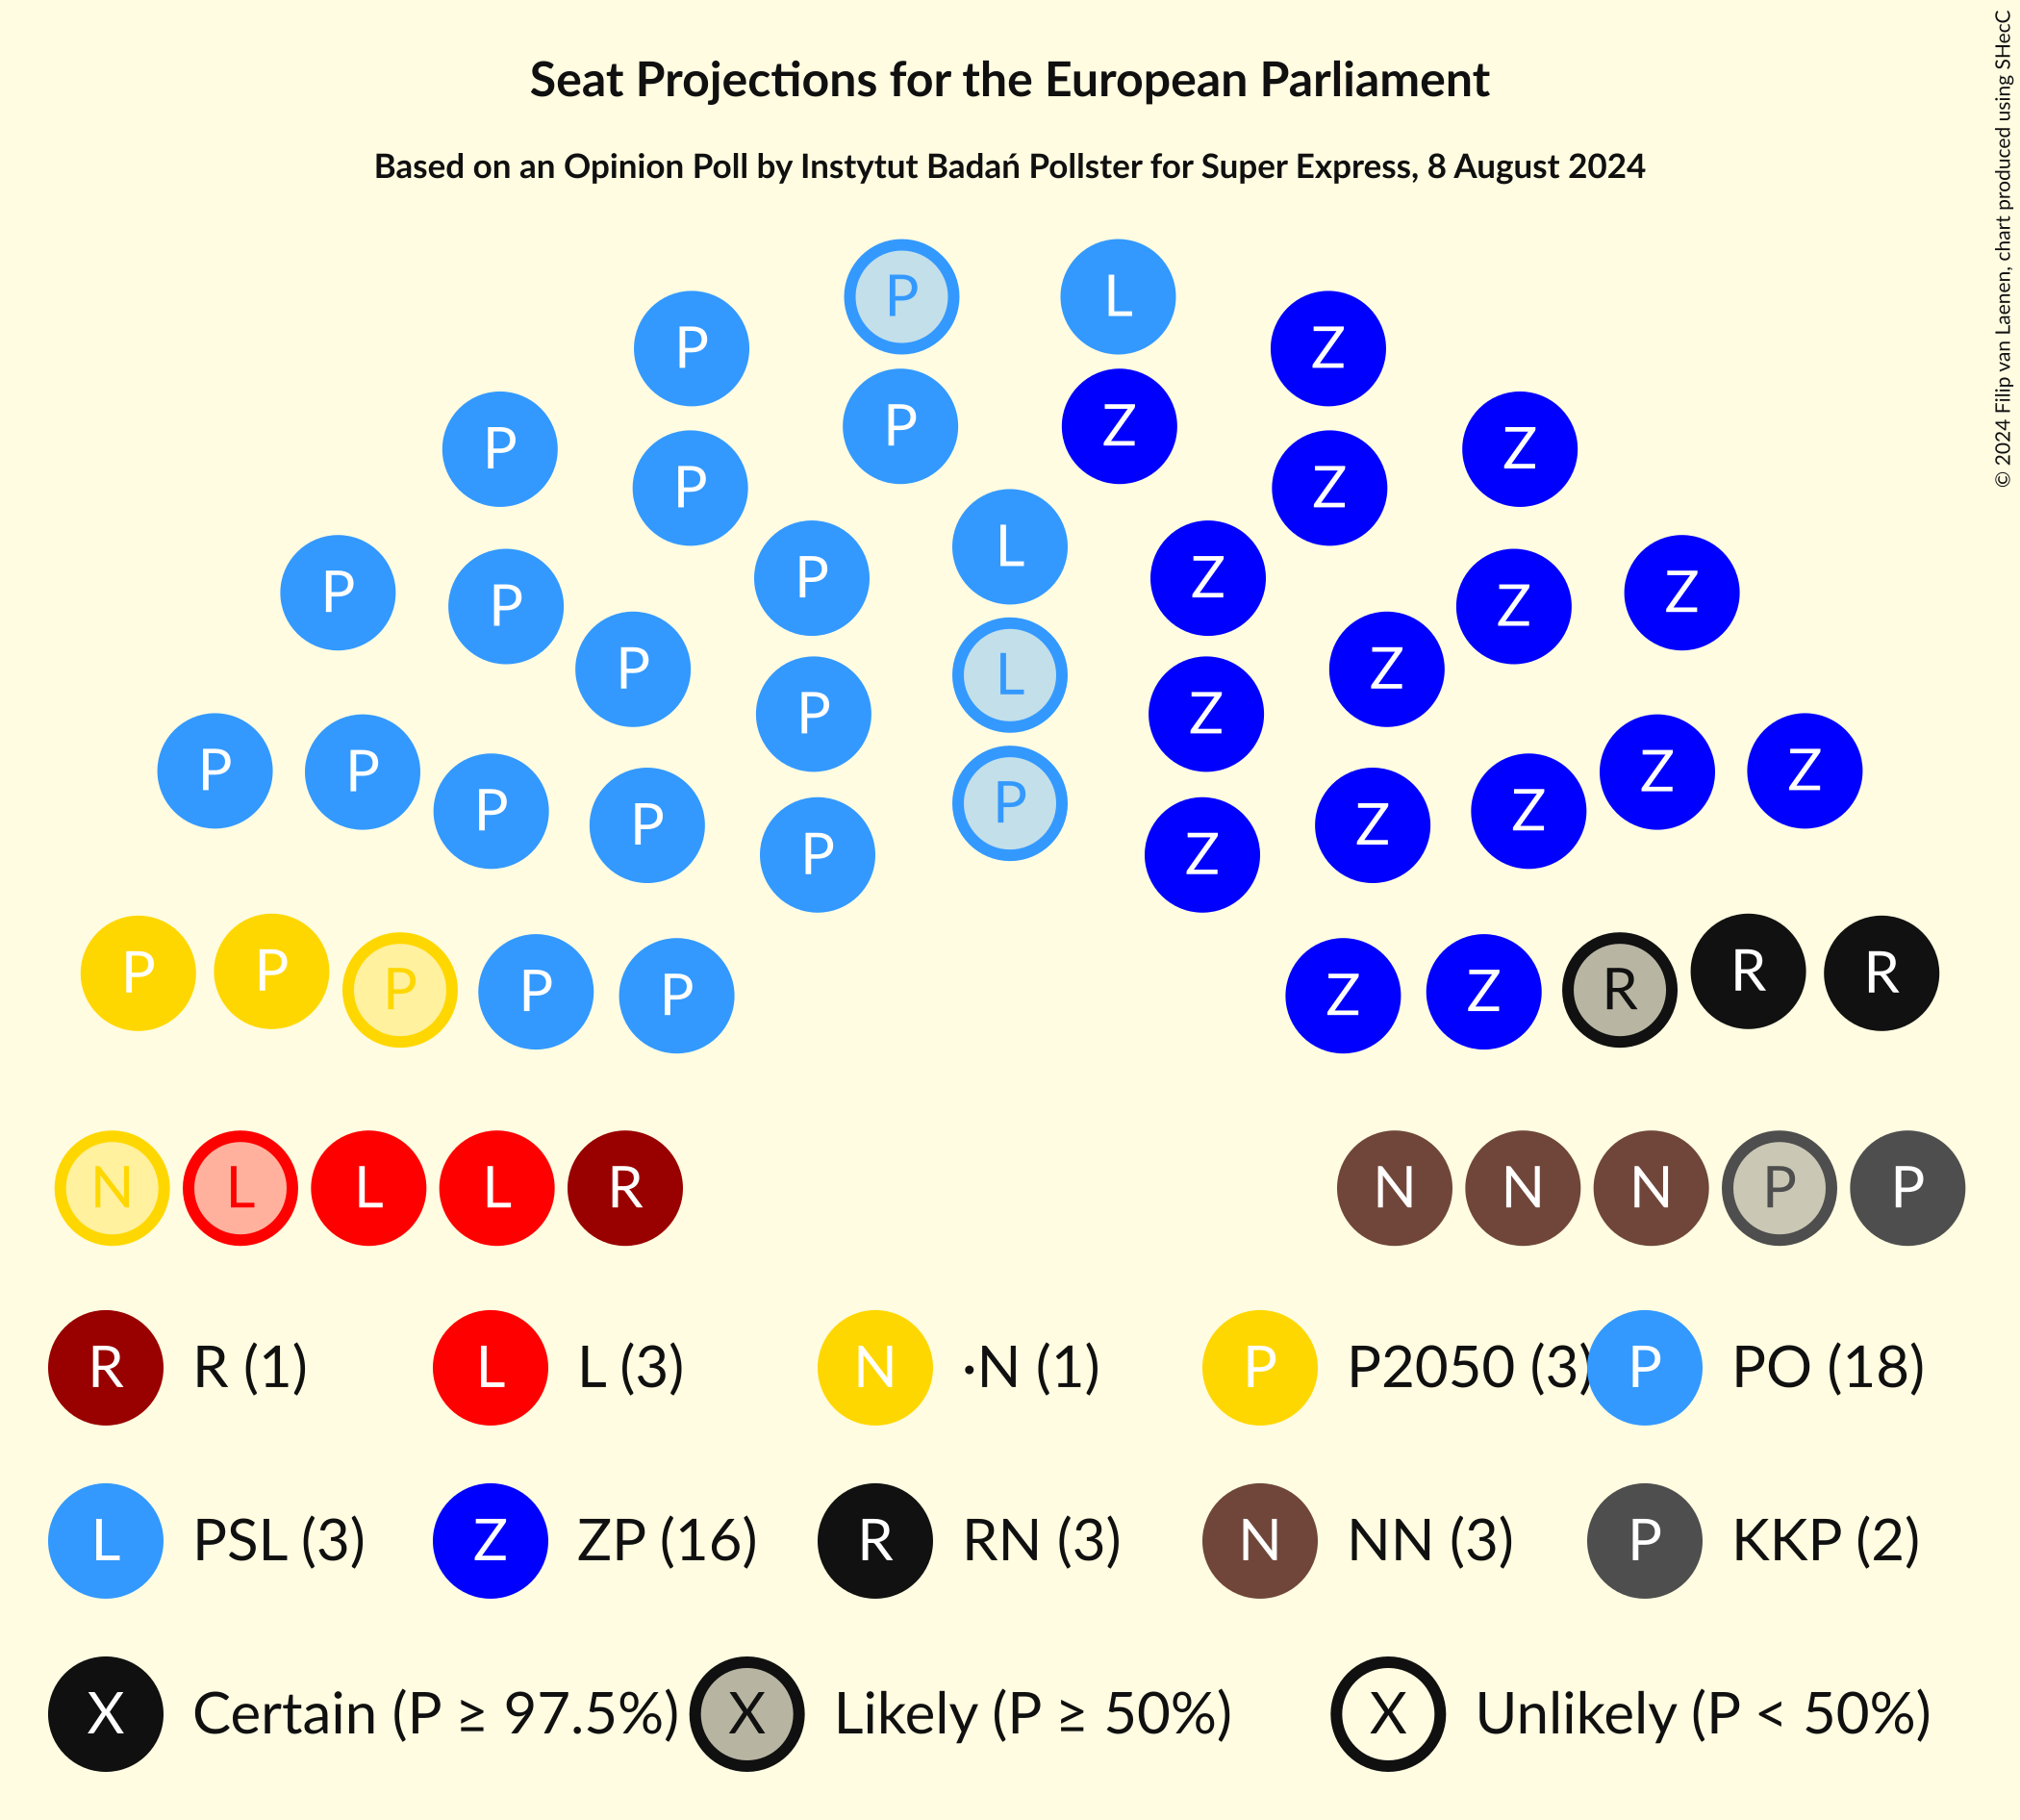 Seat Projections for the European Parliament
Based on an Opinion Poll by Instytut Badań Pollster for Super Express, 8 August 2024
© 2024 Filip van Laenen, chart produced using SHecC
P L
P Z
P Z
P Z
P Z
P L Z
P P Z Z
P L Z
P Z
P Z
P P Z Z
P P Z Z
P P Z
P Z
P P P P P Z Z R R R
N L L L R N N N P P
R R (1) L L (3) N ·N (1) P P2050 (3) P PO (18)
L PSL (3) Z ZP (16) R RN (3) N NN (3) P KKP (2)
X Certain (P ≥ 97.5%) X Likely (P ≥ 50%) X Unlikely (P < 50%)